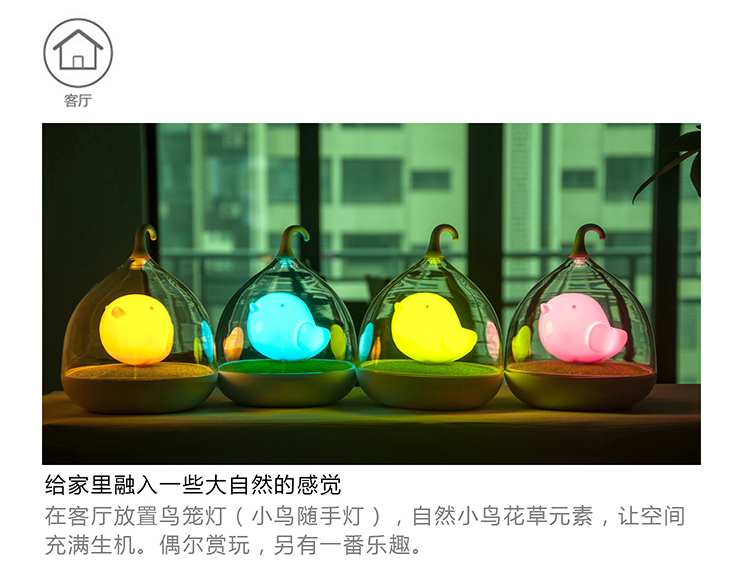 客厅
给家里融入一些大自然的感觉
在客厅放置鸟笼灯（小鸟随手灯），自然小鸟花草元素，让空间
充满生机。偶尔赏玩，另有一番乐趣。